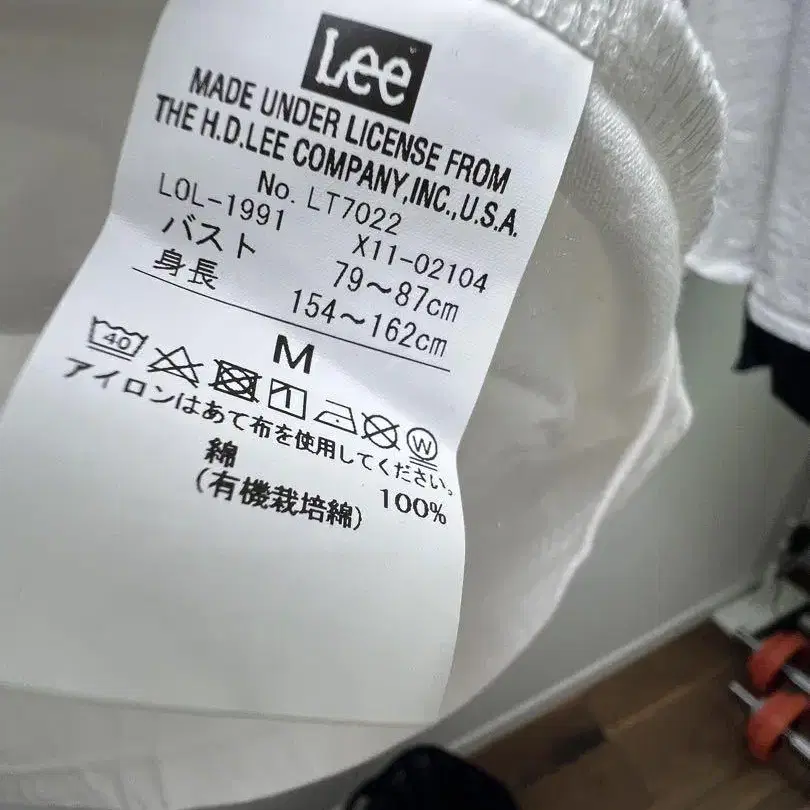 Lee
MADE UNDER LICENSE FROM
THE H.D.LEE COMPANY,INC.,U.S.A.
No. LT7022
LOL-1991 X11-02104
バスト 79～87cm
身長 154～162cm
M
40
W
アイロンはあて布を使用してください。
綿 100%
(有機栽培綿)